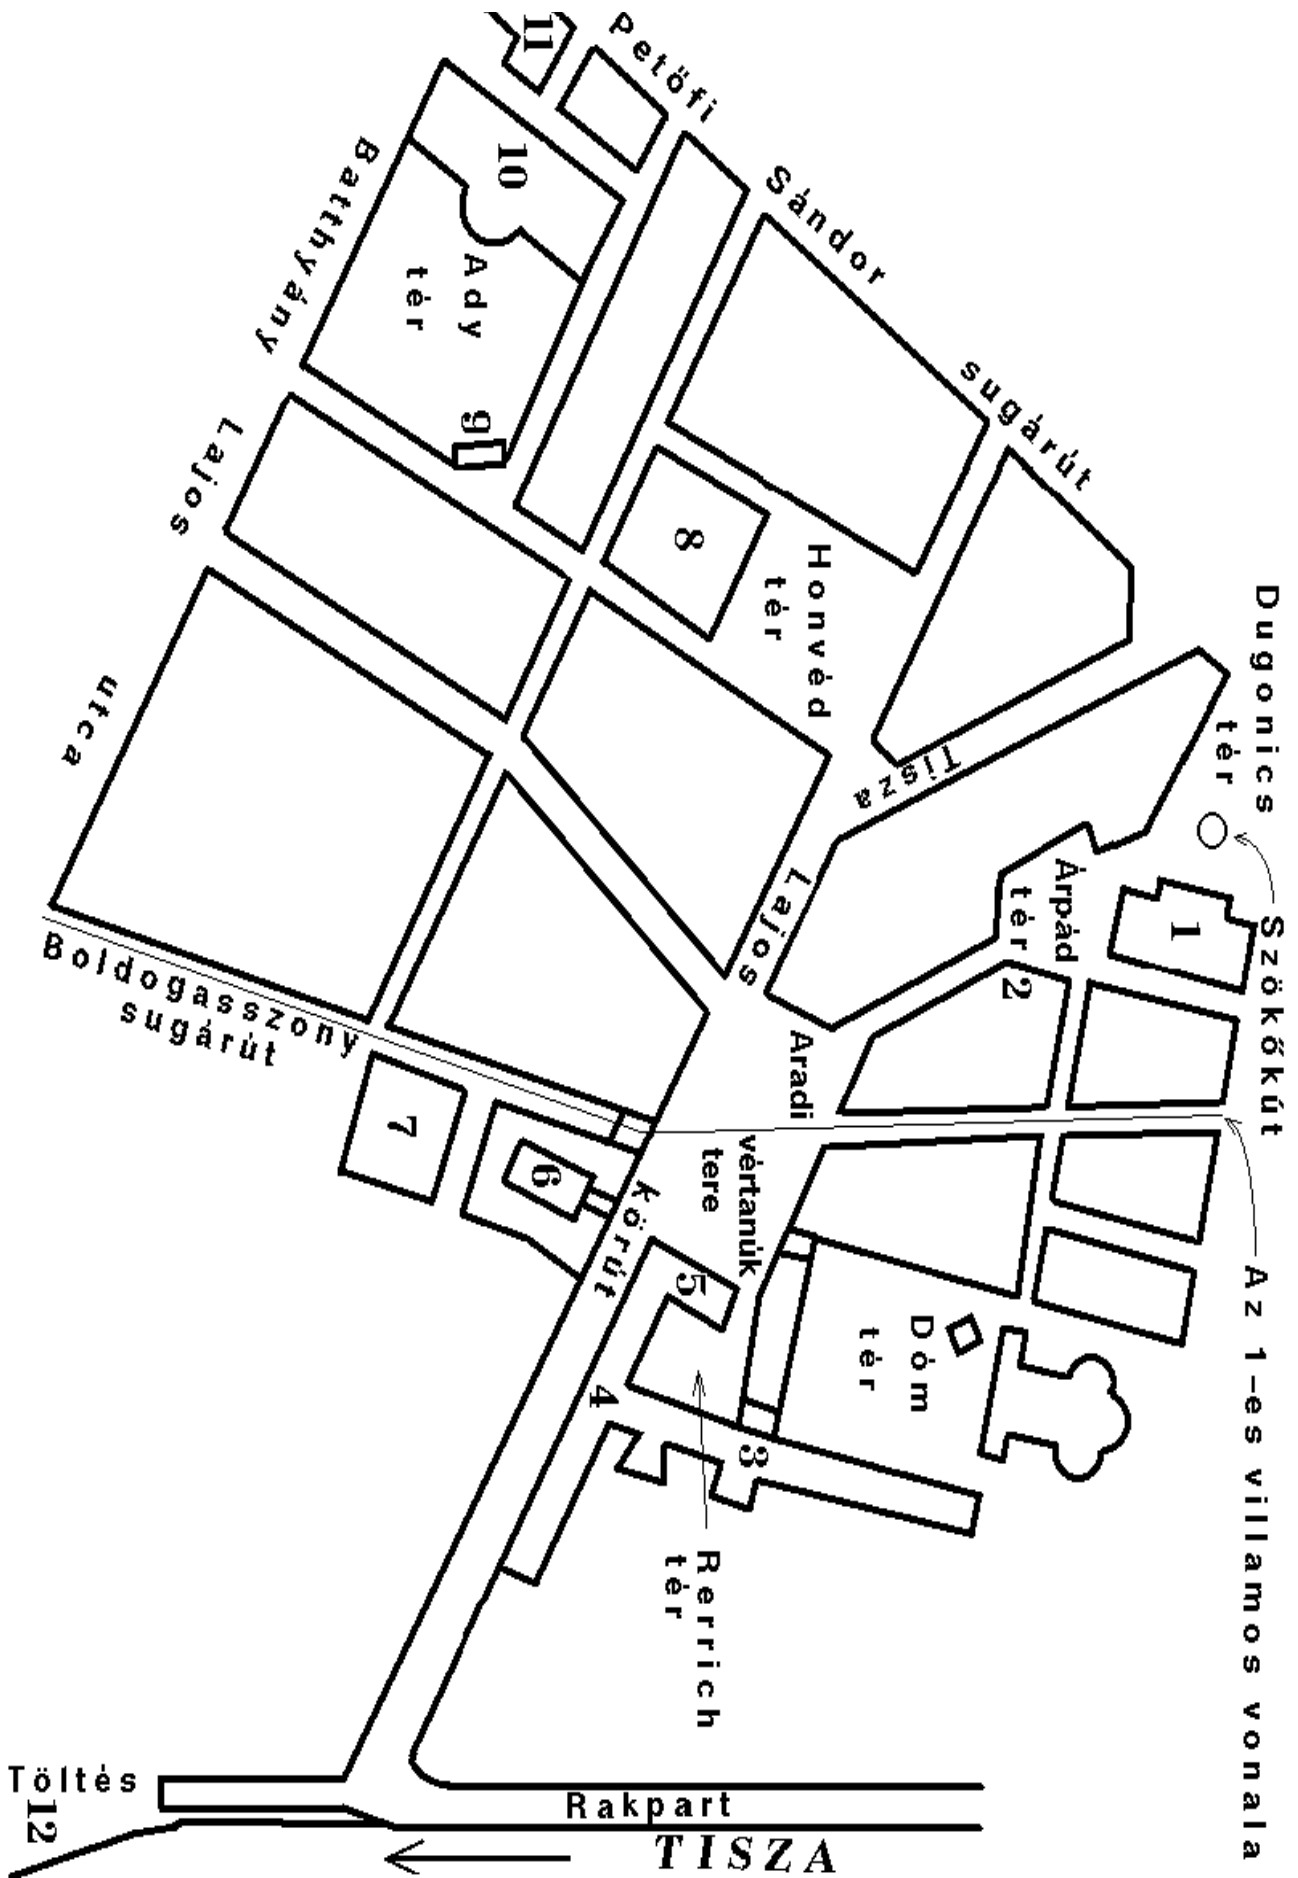 11
Petőfi
Sándor
sugárút
10
Batthyány
Lajos
utca
Ady
tér
9
8
Honvéd
tér
Dugonics
tér
Szökőkút
Tisza
Lajos
Körút
Árpád
tér
1
2
Aradi
vértanúk
tere
Boldogasszony
sugárút
7
6
5
4
3
Dóm
tér
Rerrich
tér
Az 1-es villamos vonala
Töltés
12
Rakpart
TISZA